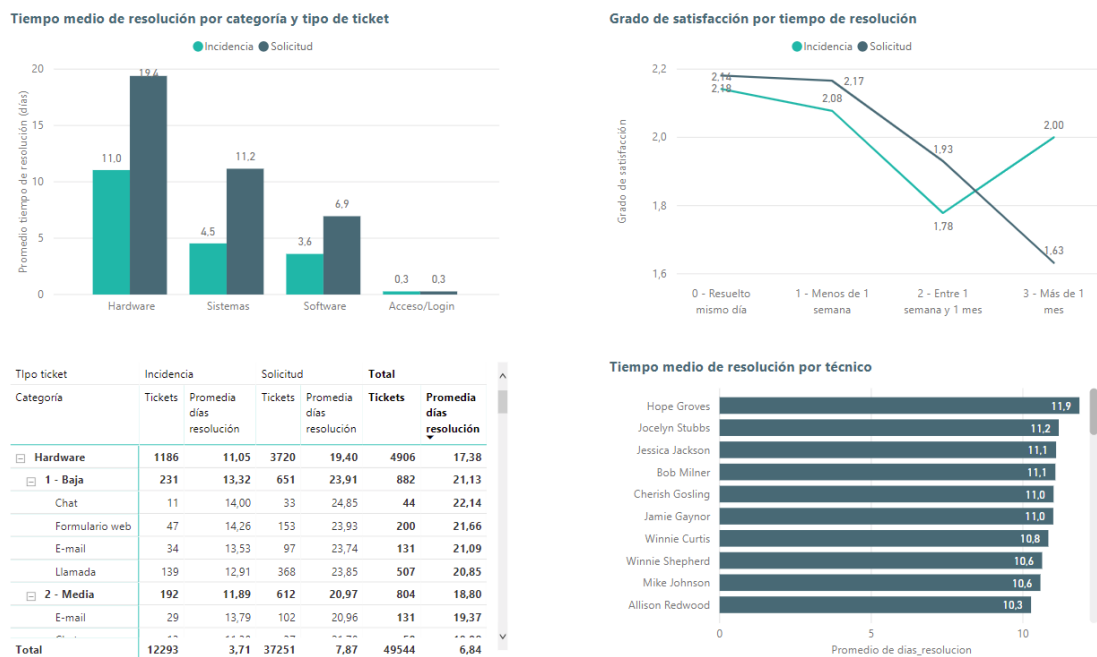 Tiempo medio de resolución por categoría y tipo de ticket
Incidencia Solicitud
Promedio tiempo de resolución (días)
20
15
10
5
0
11,0
19,4
4,5
11,2
3,6
6,9
0,3
0,3
Hardware
Sistemas
Software
Acceso/Login
Grado de satisfacción por tiempo de resolución
Incidencia Solicitud
Grado de satisfacción
2,2
2,0
1,8
1,6
2,14
2,18
2,17
2,08
1,93
1,78
2,00
1,63
0 - Resuelto
mismo día
1 - Menos de 1
semana
2 - Entre 1
semana y 1 mes
3 - Más de 1
mes
TIpo ticket Incidencia Solicitud Total
Categoría Tickets Promedia días resolución Tickets Promedia días resolución Tickets Promedia días resolución
Hardware 1186 11,05 3720 19,40 4906 17,38
1 - Baja 231 13,32 651 23,91 882 21,13
Chat 11 14,00 33 24,85 44 22,14
Formulario web 47 14,26 153 23,93 200 21,66
E-mail 34 13,53 97 23,74 131 21,09
Llamada 139 12,91 368 23,85 507 20,85
2 - Media 192 11,89 612 20,97 804 18,80
E-mail 29 13,79 102 20,96 131 19,37
Total 12293 3,71 37251 7,87 49544 6,84
Tiempo medio de resolución por técnico
Hope Groves 11,9
Jocelyn Stubbs 11,2
Jessica Jackson 11,1
Bob Milner 11,1
Cherish Gosling 11,0
Jamie Gaynor 11,0
Winnie Curtis 10,8
Winnie Shepherd 10,6
Mike Johnson 10,6
Allison Redwood 10,3
0 5 10
Promedio de dias_resolucion